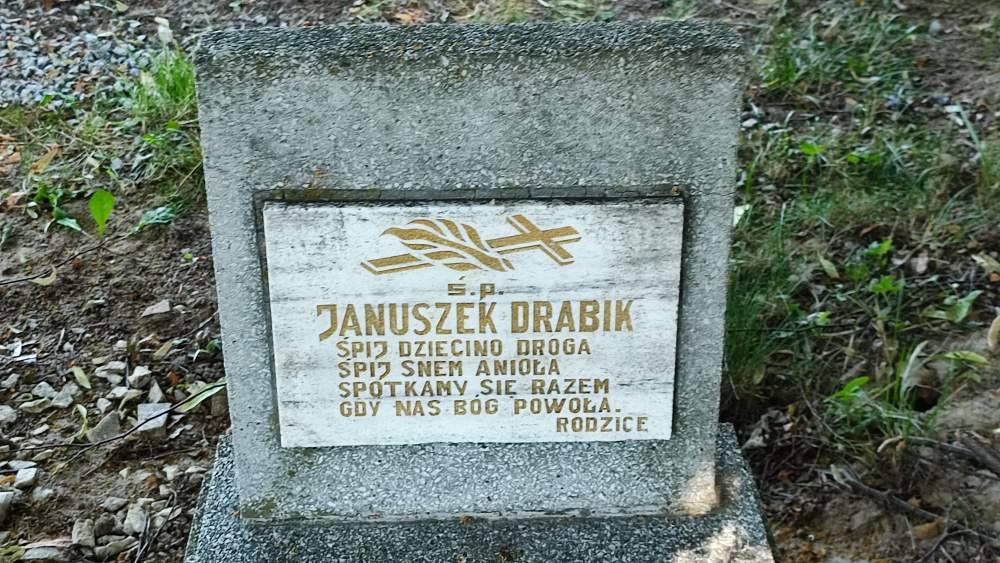 Ś.P.
JANUSZEK DRABIK
ŚPIJ DZIECINO DROGA
ŚPIJ SNEM ANIOŁA
SPOTKAMY SIĘ RAZEM
GDY NAS BÓG POWOŁA.
RODZICE